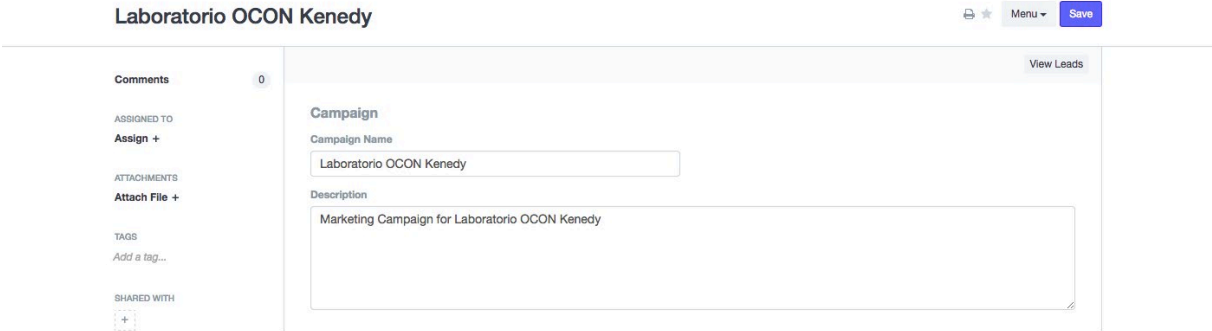 Laboratorio OCON Kenedy
Menu
Save
Comments
0
View Leads
ASSIGNED TO
Assign +
ATTACHMENTS
Attach File +
TAGS
Add a tag...
SHARED WITH
+
Campaign
Campaign Name
Laboratorio OCON Kenedy
Description
Marketing Campaign for Laboratorio OCON Kenedy